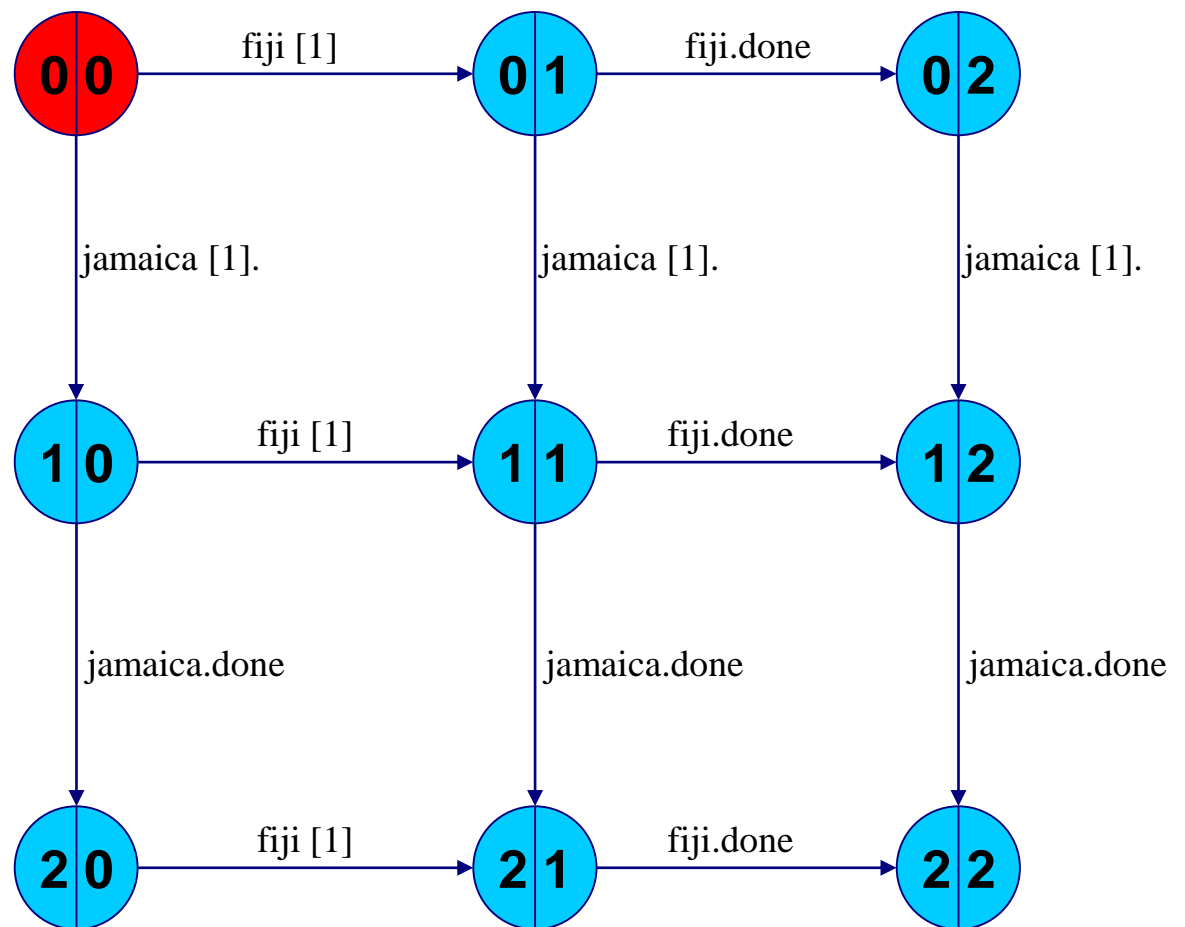 fiji [1] fiji.done
0 0 0 1 0 2
jamaica [1]. jamaica [1]. jamaica [1].
fiji [1] fiji.done
1 0 1 1 1 2
jamaica.done jamaica.done jamaica.done
fiji [1] fiji.done
2 0 2 1 2 2